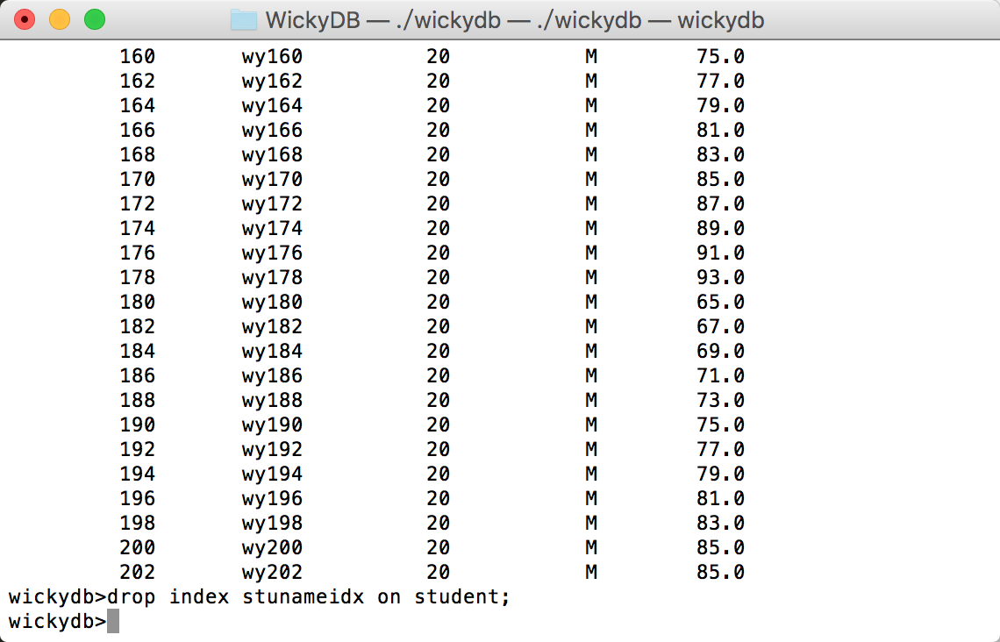 WickyDB — ./wickydb — ./wickydb — wickydb
160 wy160 20 M 75.0
162 wy162 20 M 77.0
164 wy164 20 M 79.0
166 wy166 20 M 81.0
168 wy168 20 M 83.0
170 wy170 20 M 85.0
172 wy172 20 M 87.0
174 wy174 20 M 89.0
176 wy176 20 M 91.0
178 wy178 20 M 93.0
180 wy180 20 M 65.0
182 wy182 20 M 67.0
184 wy184 20 M 69.0
186 wy186 20 M 71.0
188 wy188 20 M 73.0
190 wy190 20 M 75.0
192 wy192 20 M 77.0
194 wy194 20 M 79.0
196 wy196 20 M 81.0
198 wy198 20 M 83.0
200 wy200 20 M 85.0
202 wy202 20 M 85.0
wickydb>drop index stunameidx on student;
wickydb>